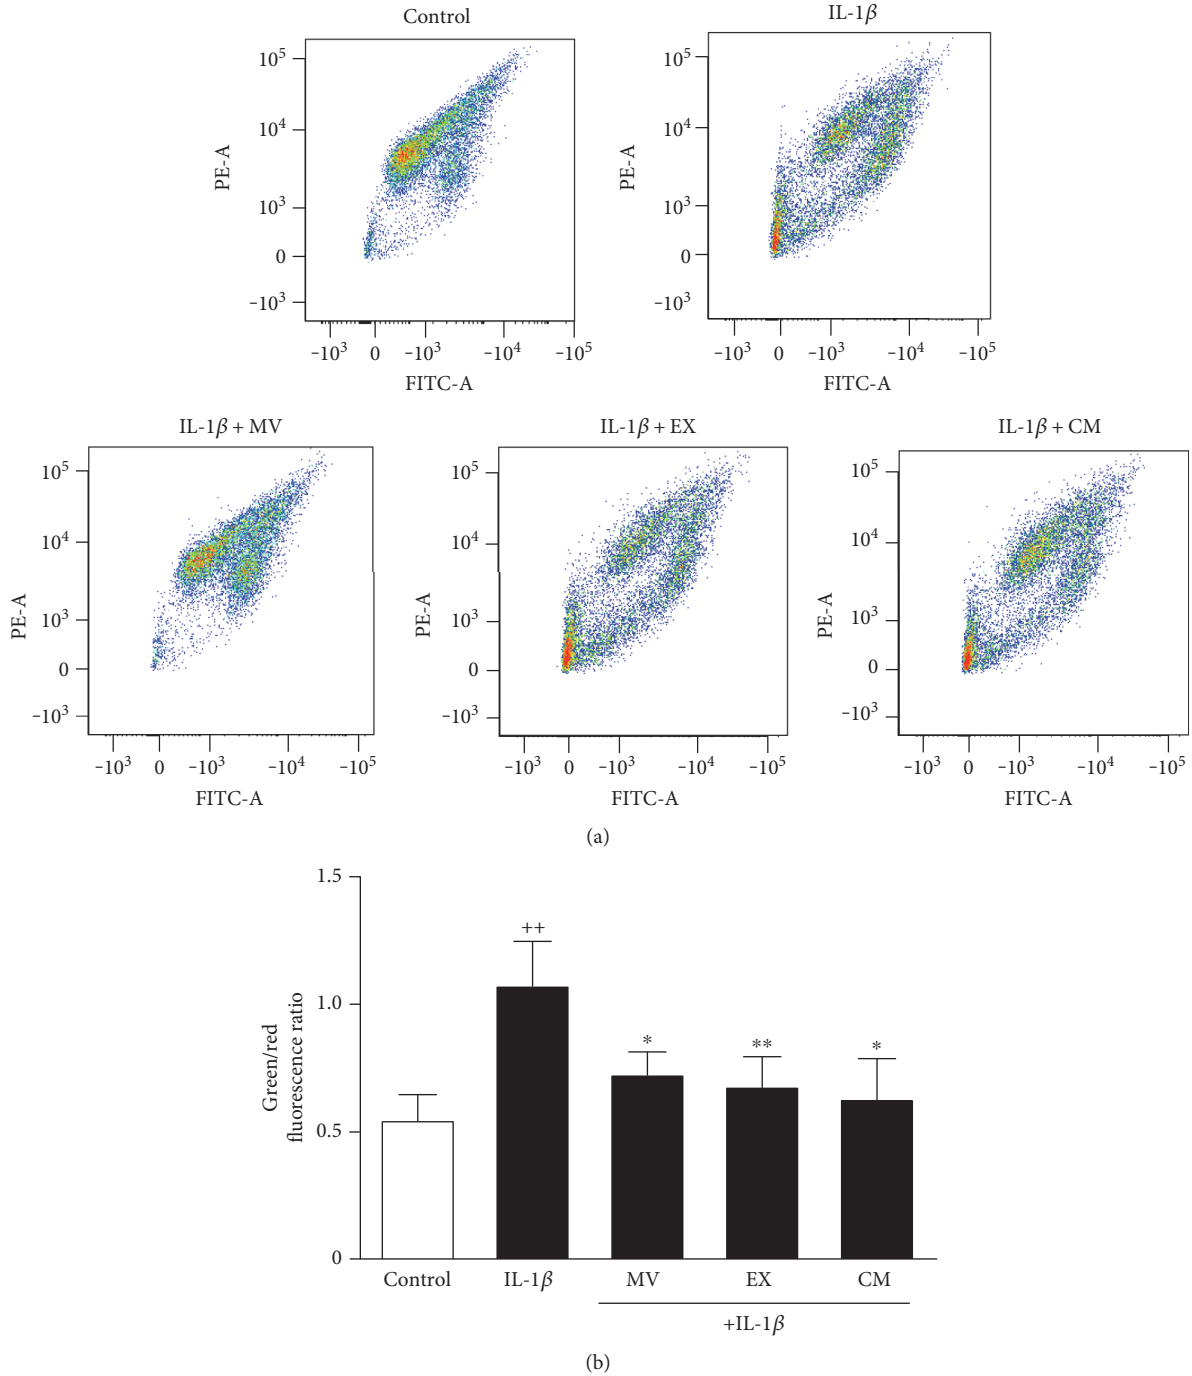 Control
PE-A
10⁵
10⁴
10³
0
–10³
–10³ 0 –10³ –10⁴ –10⁵
FITC-A
IL-1β
PE-A
10⁵
10⁴
10³
0
–10³
–10³ 0 –10³ –10⁴ –10⁵
FITC-A
IL-1β + MV
PE-A
10⁵
10⁴
10³
0
–10³
–10³ 0 –10³ –10⁴ –10⁵
FITC-A
IL-1β + EX
PE-A
10⁵
10⁴
10³
0
–10³
–10³ 0 –10³ –10⁴ –10⁵
FITC-A
IL-1β + CM
PE-A
10⁵
10⁴
10³
0
–10³
–10³ 0 –10³ –10⁴ –10⁵
FITC-A
(a)
Green/red
fluorescence ratio
1.5
1.0
0.5
0
++
*
**
*
Control IL-1β MV EX CM
+IL-1β
(b)